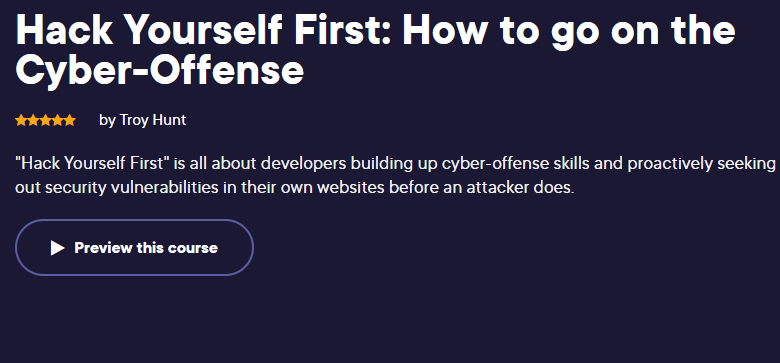 Hack Yourself First: How to go on the
Cyber-Offense
by Troy Hunt
"Hack Yourself First" is all about developers building up cyber-offense skills and proactively seeking
out security vulnerabilities in their own websites before an attacker does.
Preview this course